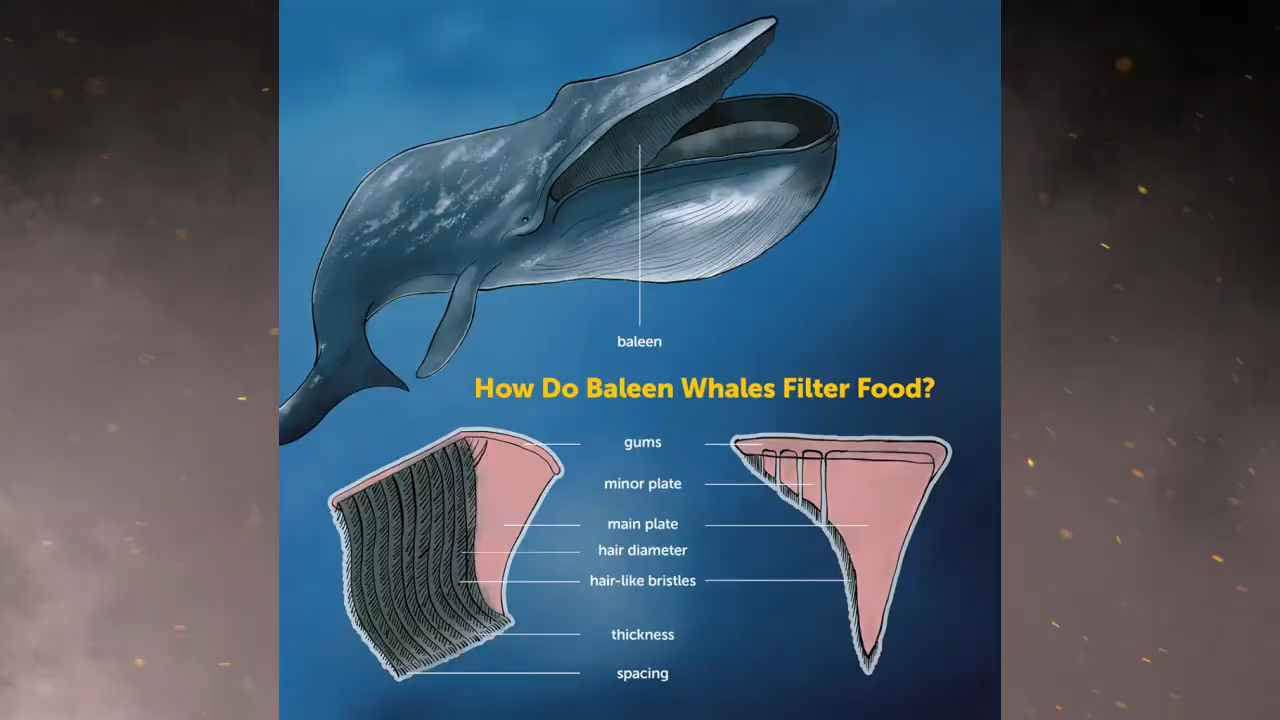 baleen
How Do Baleen Whales Filter Food?
gums
minor plate
main plate
hair diameter
hair-like bristles
thickness
spacing